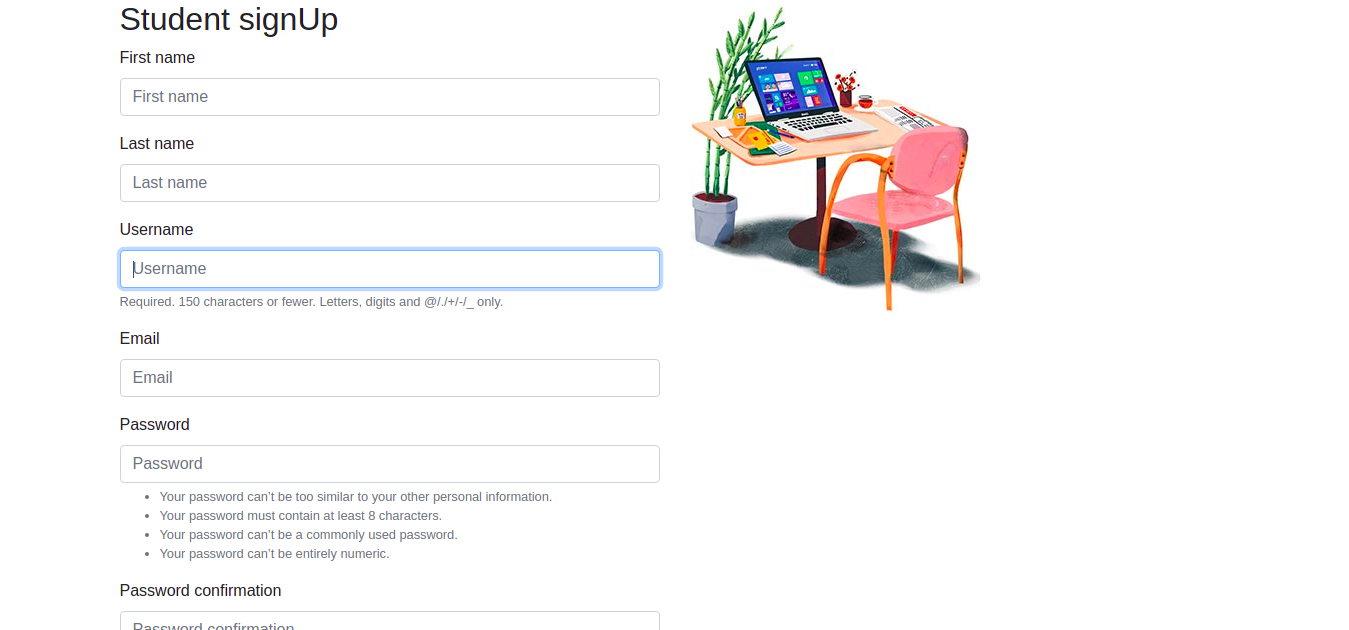 Student signUp
First name
First name
Last name
Last name
Username
Username
Required. 150 characters or fewer. Letters, digits and @/./+/-/_ only.
Email
Email
Password
Password
Your password can’t be too similar to your other personal information.
Your password must contain at least 8 characters.
Your password can’t be a commonly used password.
Your password can’t be entirely numeric.
Password confirmation
Password confirmation